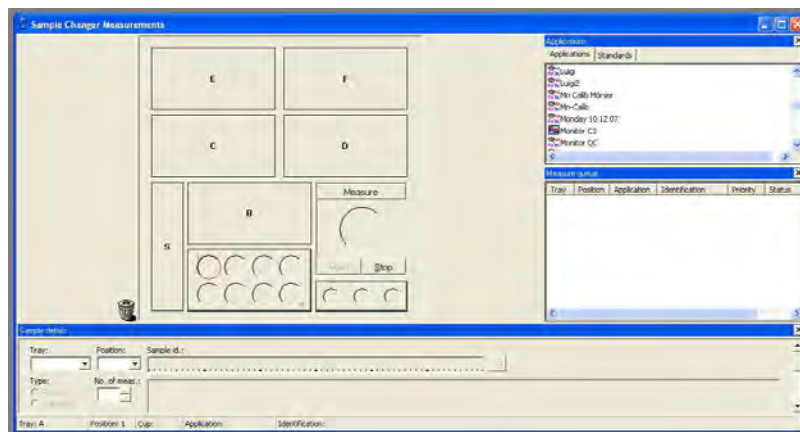 Sample Changer Measurements
E
F
C
D
S
B
Measure
Stop
Applications
Applications Standards
Luigi
Luigi2
Mn Calib Monier
Mn-Calib
Monday 10 12 07
Monitor C3
Monitor QC
Measure queue
Tray Position Application Identification Priority Status
Sample details
Tray: Position: Sample id.:
Type: No. of meas.:
Tray: A Position: 1 Cup: Application: Identification: